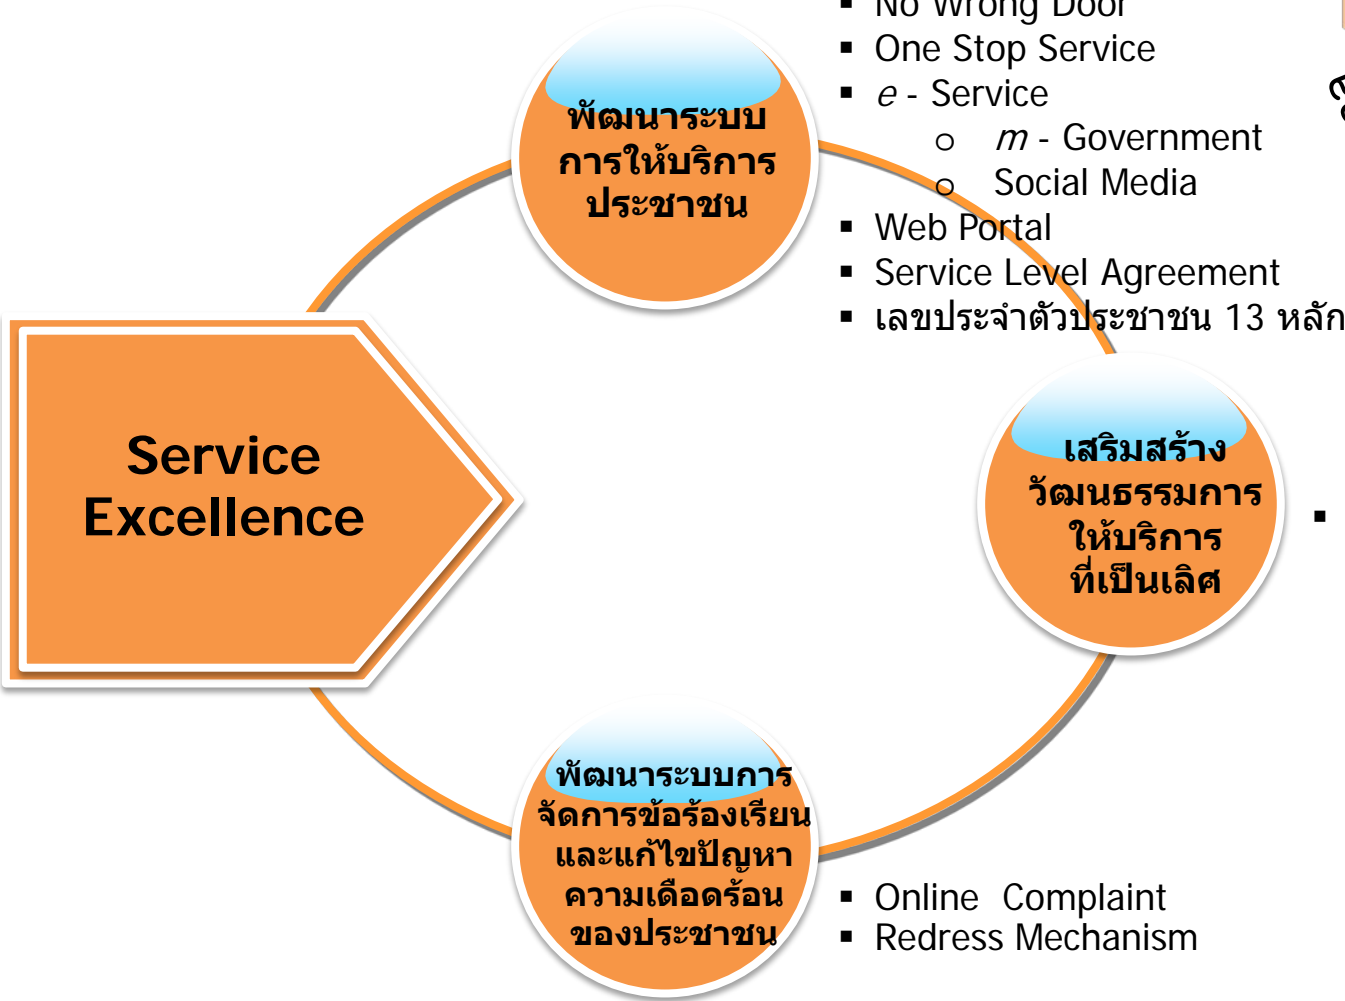 No Wrong Door
▪ One Stop Service
▪ e - Service
o m - Government
o Social Media
▪ Web Portal
▪ Service Level Agreement
▪ เลขประจำตัวประชาชน 13 หลัก
พัฒนาระบบ
การให้บริการ
ประชาชน
Service
Excellence
เสริมสร้าง
วัฒนธรรมการ
ให้บริการ
ที่เป็นเลิศ
พัฒนาระบบการ
จัดการข้อร้องเรียน
และแก้ไขปัญหา
ความเดือดร้อน
ของประชาชน
▪ Online Complaint
▪ Redress Mechanism